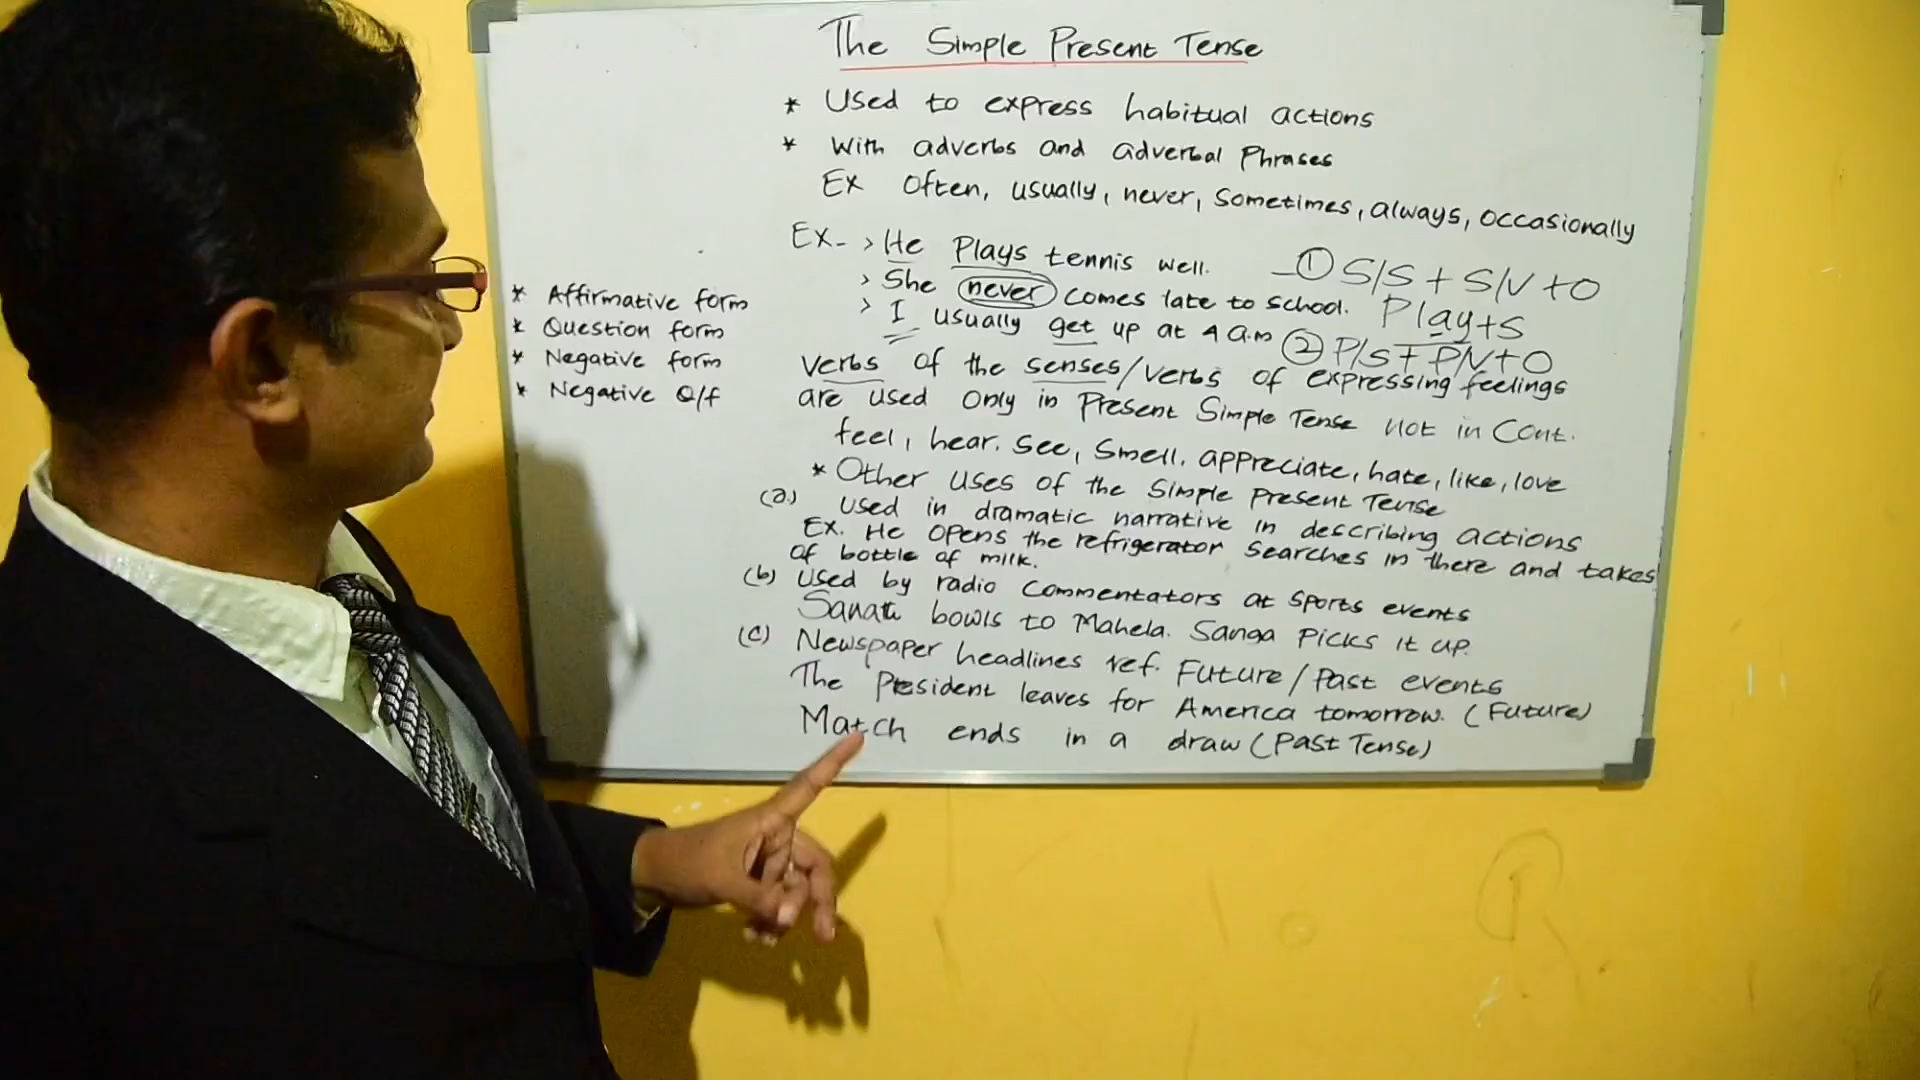 The Simple Present Tense
* Used to express habitual actions
* With adverbs and adverbal Phrases
Ex Often, usually, never, sometimes, always, occasionally
Ex- > He Plays tennis well.
> She never comes late to school.
> I usually get up at 4 a.m
- ① S/S + S/V + O
Play+s
② P/S + P/V + O
* Affirmative form
* Question form
* Negative form
* Negative Q/f
Verbs of the senses/verbs of expressing feelings
are used only in Present Simple Tense not in Cont.
feel, hear. see, smell. appreciate, hate, like, love
* Other uses of the Simple Present Tense
(a) used in dramatic narrative in describing actions
Ex. He opens the refrigerator searches in there and takes
of bottle of milk.
(b) Used by radio commentators at sports events
Sanath bowls to Mahela. Sanga picks it up.
(c) Newspaper headlines ref. Future/Past events
The President leaves for America tomorrow. (Future)
Match ends in a draw (Past Tense)